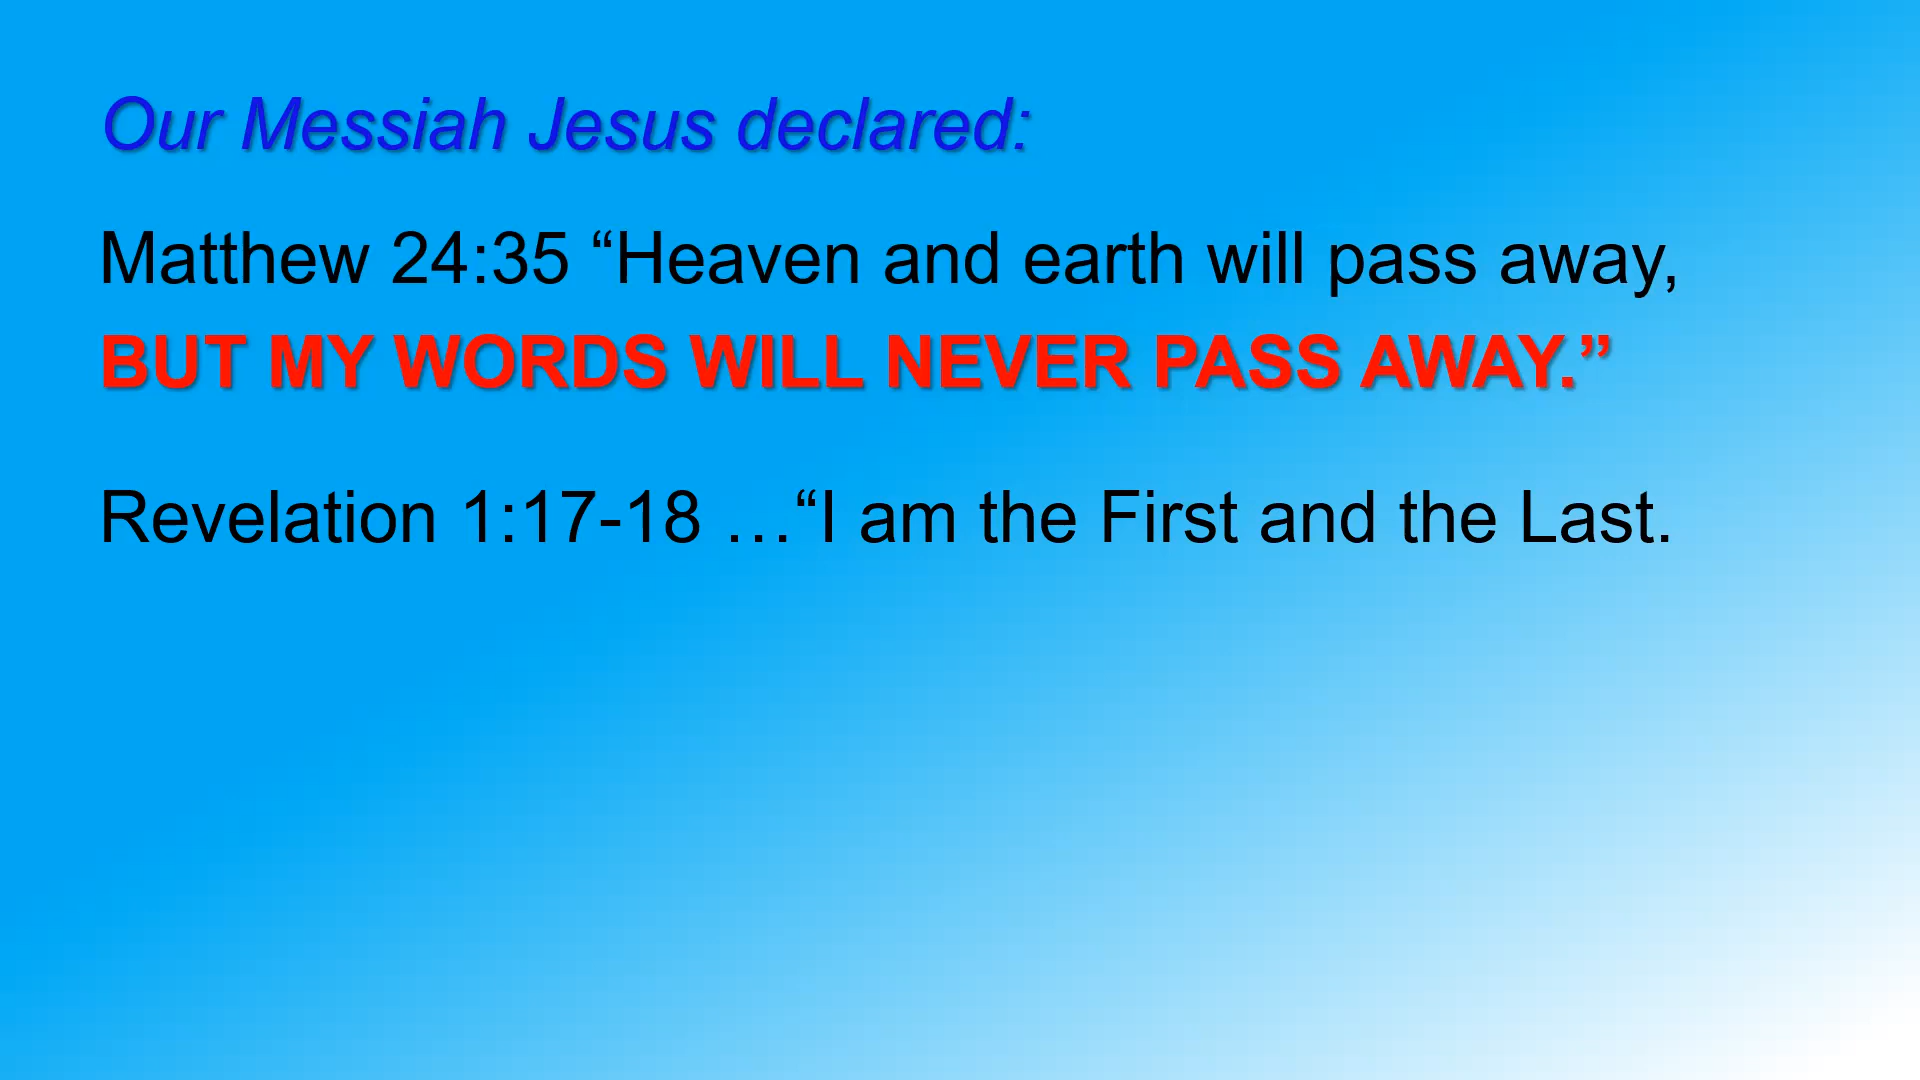 Our Messiah Jesus declared:
Matthew 24:35 “Heaven and earth will pass away,
BUT MY WORDS WILL NEVER PASS AWAY.”
Revelation 1:17-18 …“I am the First and the Last.